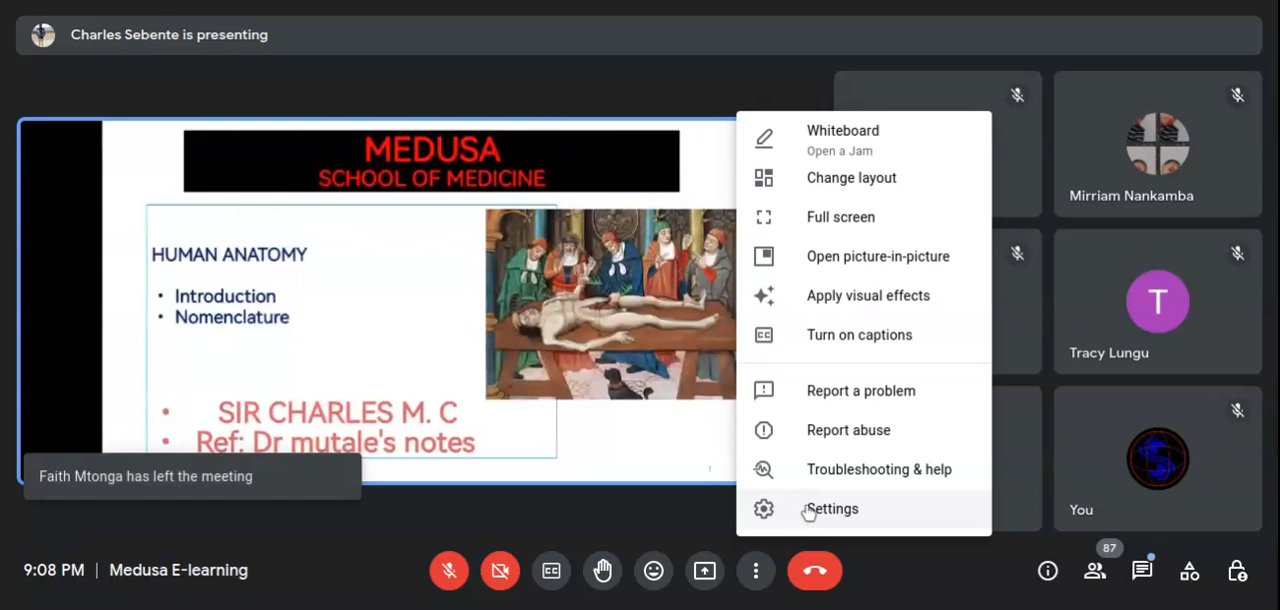 Charles Sebente is presenting
MEDUSA
SCHOOL OF MEDICINE
HUMAN ANATOMY
• Introduction
• Nomenclature
• SIR CHARLES M. C
• Ref: Dr mutale's notes
1
Faith Mtonga has left the meeting
Whiteboard
Open a Jam
Change layout
Full screen
Open picture-in-picture
Apply visual effects
CC Turn on captions
Report a problem
Report abuse
Troubleshooting & help
Settings
Mirriam Nankamba
T
Tracy Lungu
You
9:08 PM | Medusa E-learning
CC
87